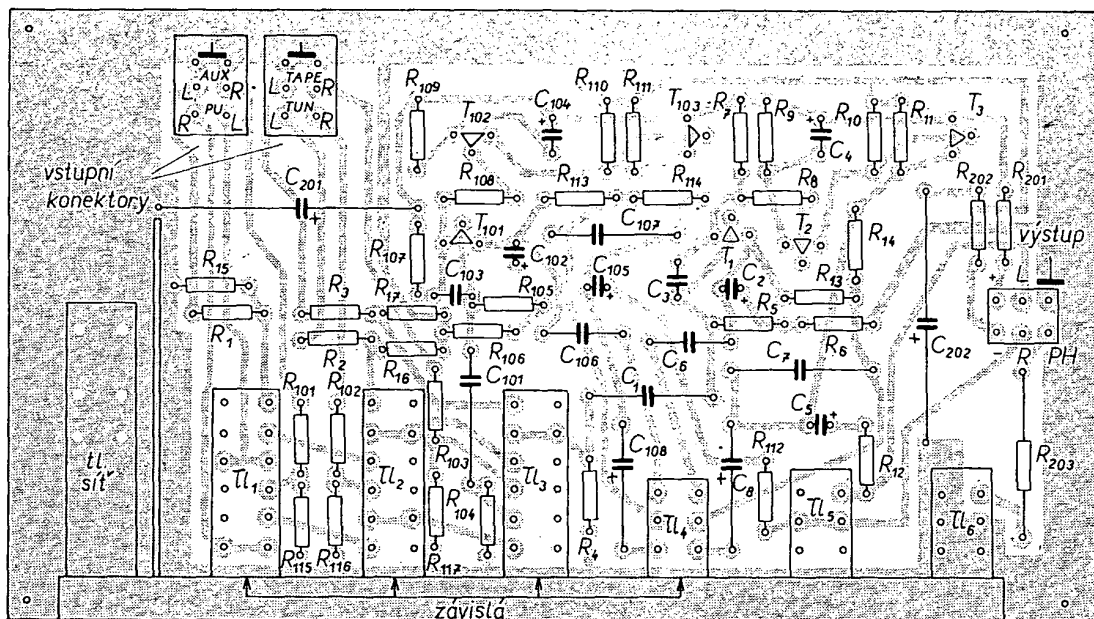 AUX
L R
PU
R L
TAPE
L R
TUN
L R
vstupní
konektory
R109
T102
C104
R110
R111
T103
R7
R9
C4
R10
R11
T3
C201
R108
R113
R114
R8
R202
R201
výstup
T101
C102
C107
T1
T2
R14
R107
R15
C103
R105
C105
C3
C2
R13
L
R3
R17
R5
R1
R2
R106
C106
C6
R6
C202
R PH
R16
C101
C7
R101
R102
C1
C5
R103
C108
R112
R12
R203
tl.
síť
Tl1
Tl2
R104
Tl3
C8
Tl4
Tl5
Tl6
R4
R115
R116
R117
závislá